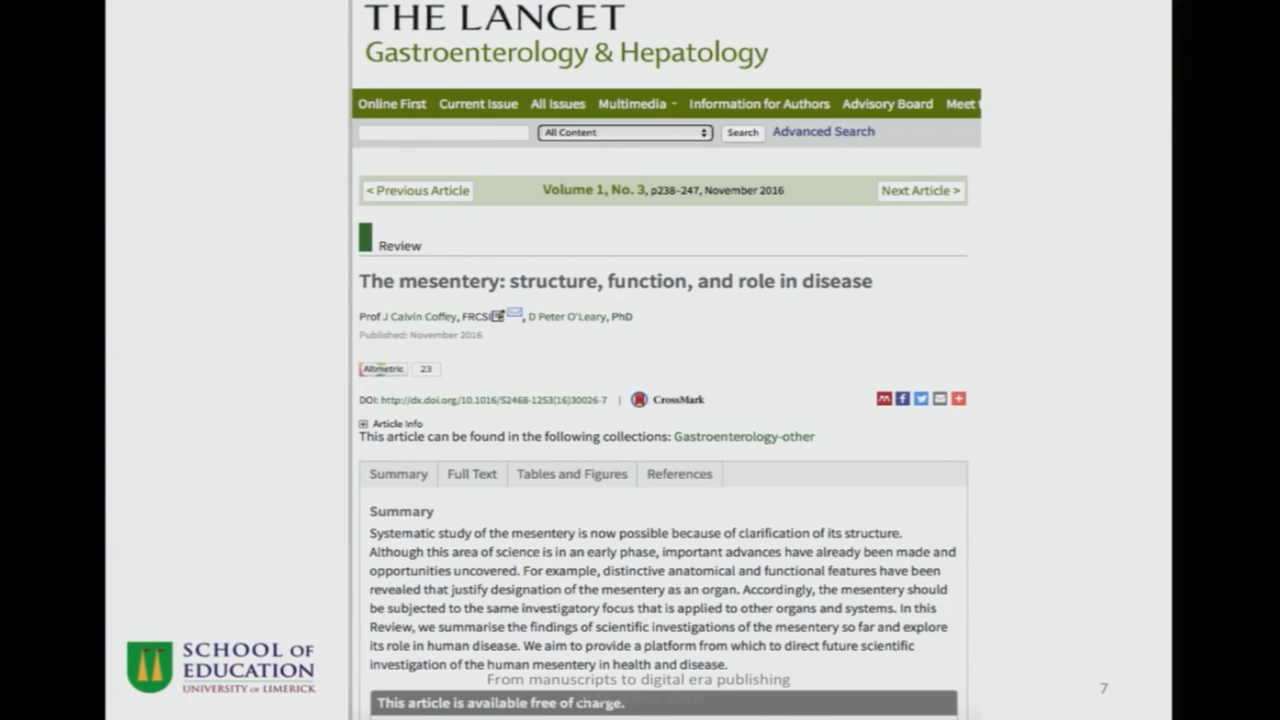 THE LANCET
Gastroenterology & Hepatology
Online First Current Issue All Issues Multimedia Information for Authors Advisory Board Meet
All Content Search Advanced Search
< Previous Article Volume 1, No. 3, p238–247, November 2016 Next Article >
Review
The mesentery: structure, function, and role in disease
Prof J Calvin Coffey, FRCSI, D Peter O'Leary, PhD
Published: November 2016
Altmetric 23
DOI: http://dx.doi.org/10.1016/S2468-1253(16)30026-7 | CrossMark
Article Info
This article can be found in the following collections: Gastroenterology-other
Summary Full Text Tables and Figures References
Summary
Systematic study of the mesentery is now possible because of clarification of its structure.
Although this area of science is in an early phase, important advances have already been made and
opportunities uncovered. For example, distinctive anatomical and functional features have been
revealed that justify designation of the mesentery as an organ. Accordingly, the mesentery should
be subjected to the same investigatory focus that is applied to other organs and systems. In this
Review, we summarise the findings of scientific investigations of the mesentery so far and explore
its role in human disease. We aim to provide a platform from which to direct future scientific
investigation of the human mesentery in health and disease.
From manuscripts to digital era publishing
This article is available free of charge.
SCHOOL OF
EDUCATION
UNIVERSITY OF LIMERICK
7